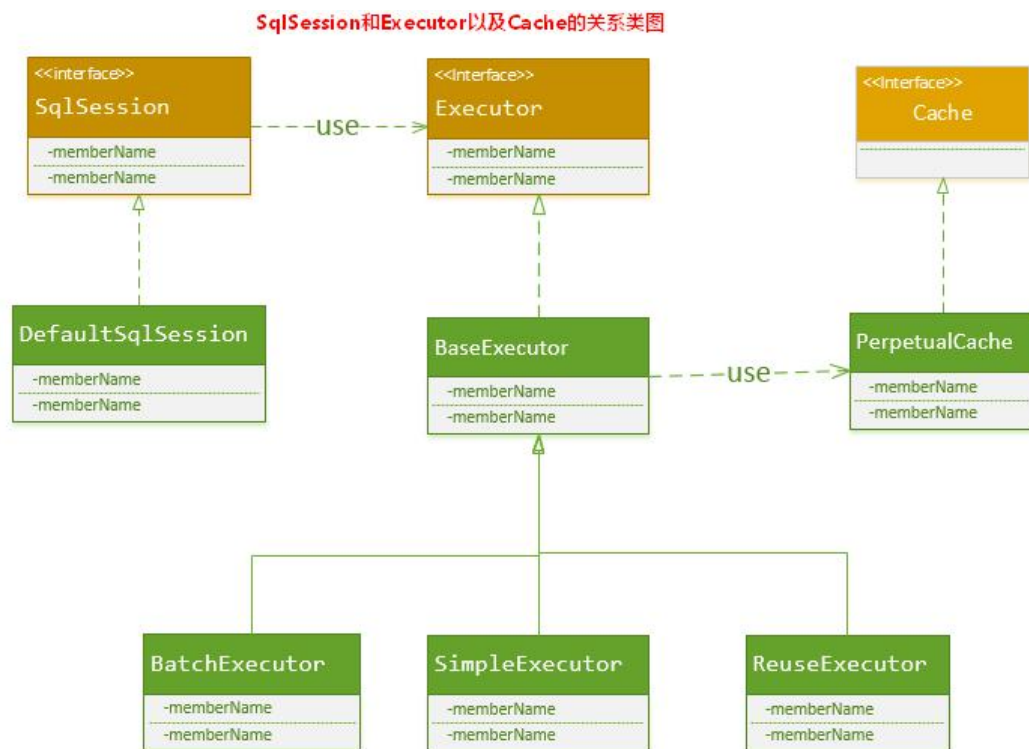 SqlSession和Executor以及Cache的关系类图
<<interface>>
SqlSession
-memberName
-memberName
use
<<Interface>>
Executor
-memberName
-memberName
<<Interface>>
Cache
DefaultSqlSession
-memberName
-memberName
BaseExecutor
-memberName
-memberName
use
PerpetualCache
-memberName
-memberName
BatchExecutor
-memberName
-memberName
SimpleExecutor
-memberName
-memberName
ReuseExecutor
-memberName
-memberName